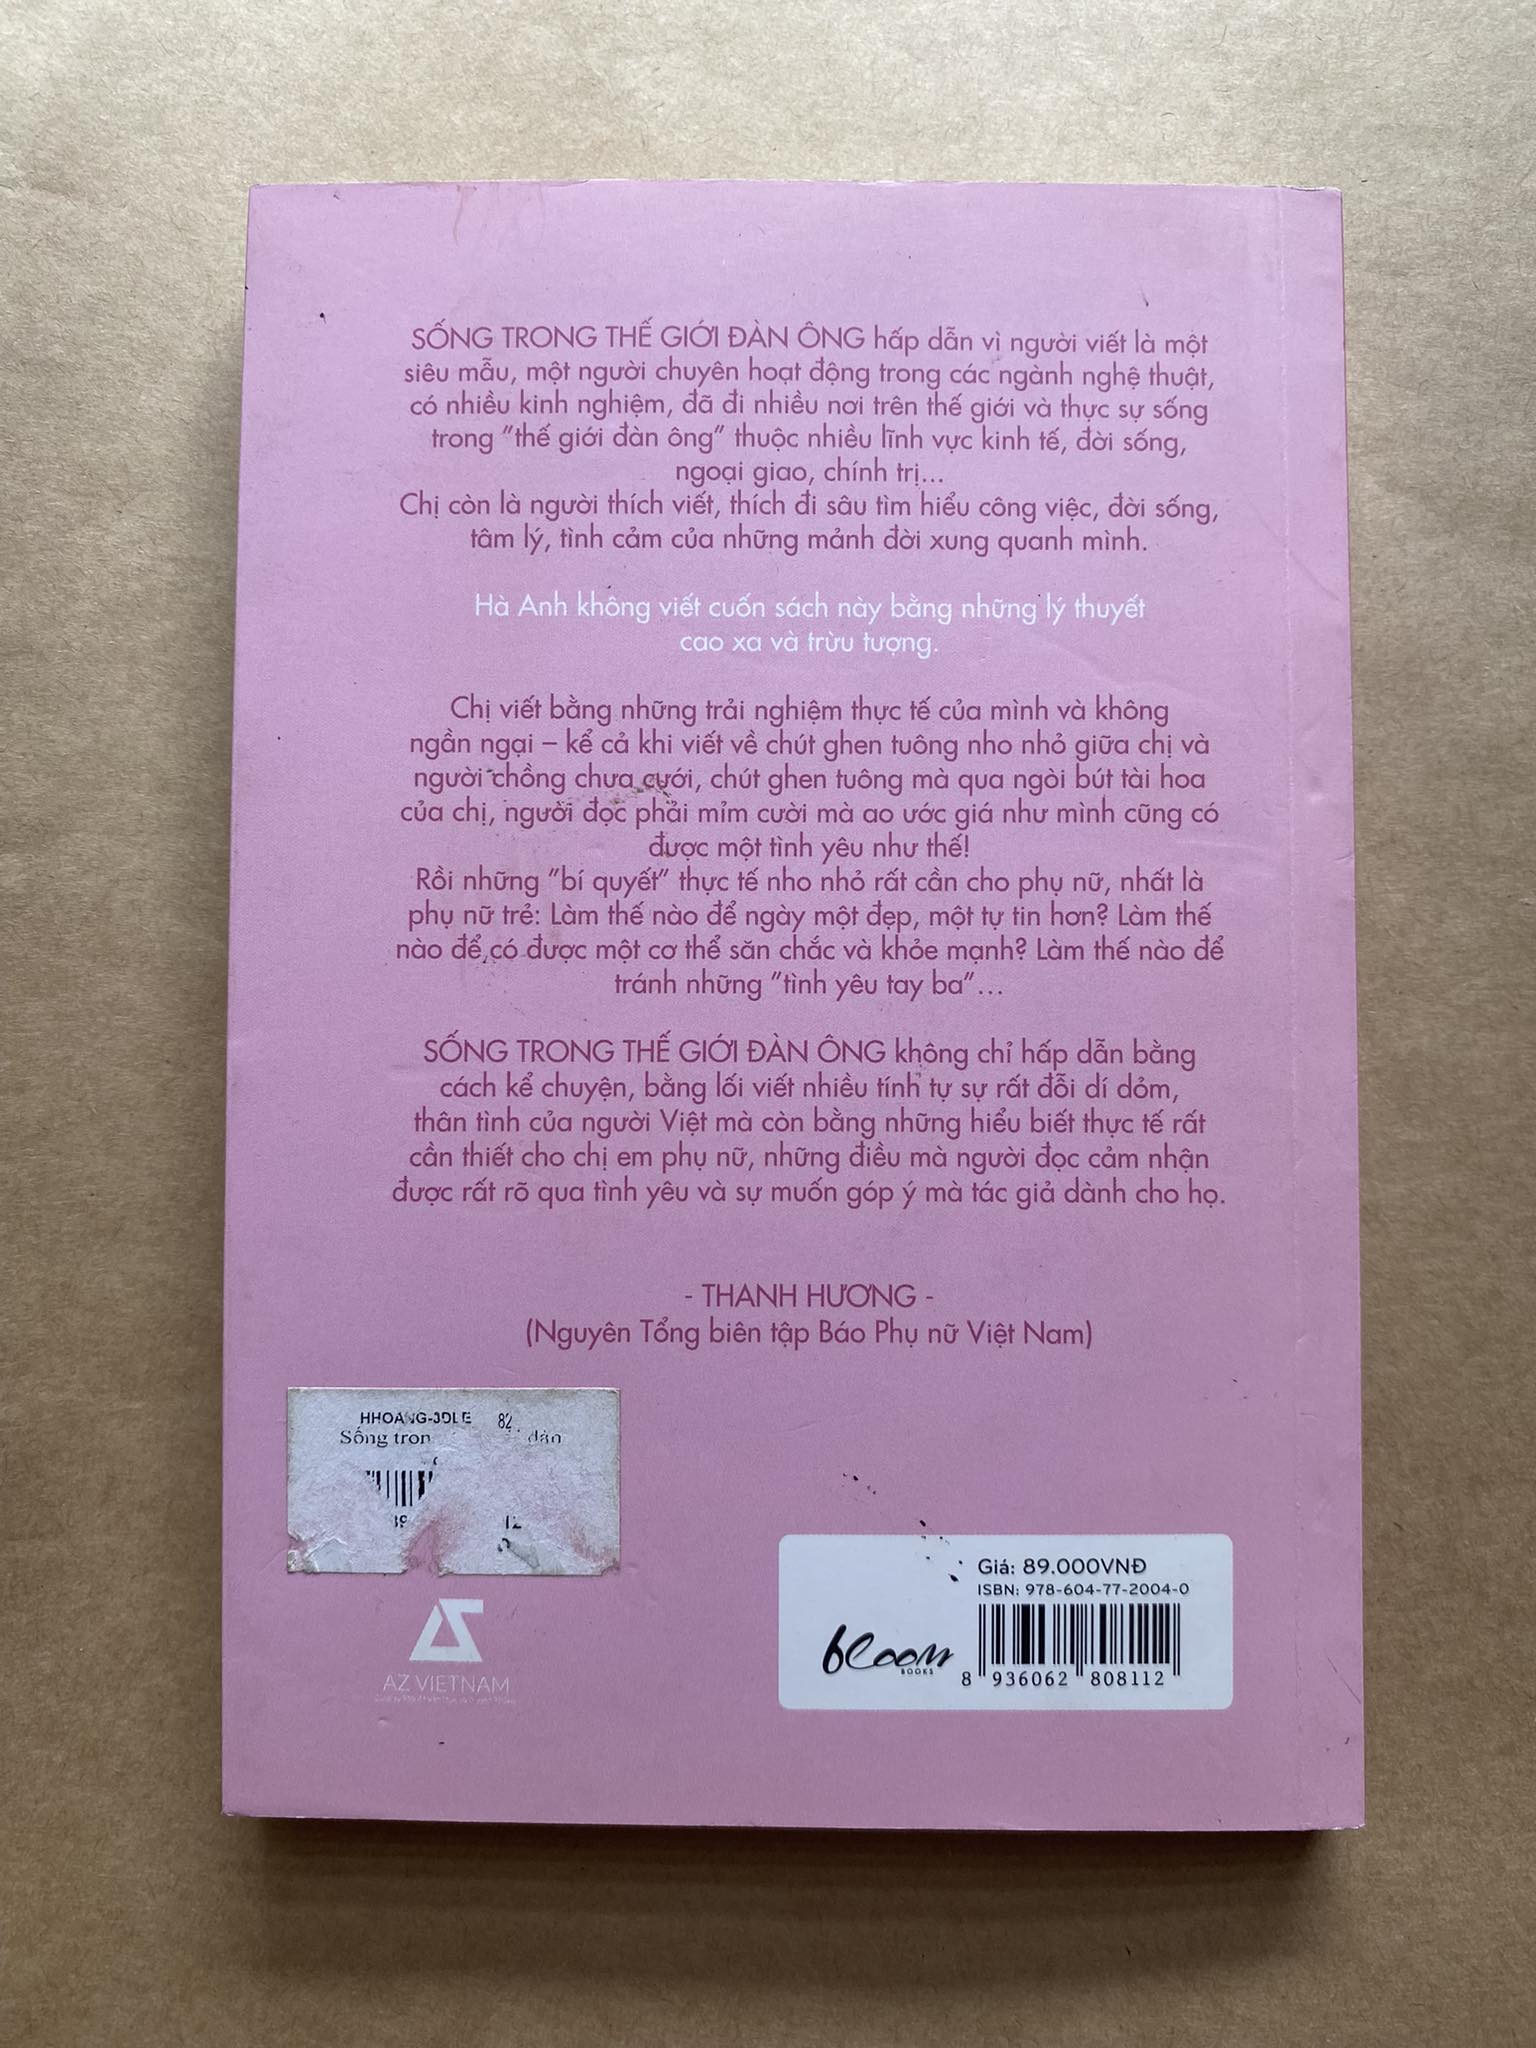 SỐNG TRONG THẾ GIỚI ĐÀN ÔNG hấp dẫn vì người viết là một
siêu mẫu, một người chuyên hoạt động trong các ngành nghệ thuật,
có nhiều kinh nghiệm, đã đi nhiều nơi trên thế giới và thực sự sống
trong "thế giới đàn ông" thuộc nhiều lĩnh vực kinh tế, đời sống,
ngoại giao, chính trị...
Chị còn là người thích viết, thích đi sâu tìm hiểu công việc, đời sống,
tâm lý, tình cảm của những mảnh đời xung quanh mình.
Hà Anh không viết cuốn sách này bằng những lý thuyết
cao xa và trừu tượng.
Chị viết bằng những trải nghiệm thực tế của mình và không
ngần ngại – kể cả khi viết về chút ghen tuông nho nhỏ giữa chị và
người chồng chưa cưới, chút ghen tuông mà qua ngòi bút tài hoa
của chị, người đọc phải mỉm cười mà ao ước giá như mình cũng có
được một tình yêu như thế!
Rồi những "bí quyết" thực tế nho nhỏ rất cần cho phụ nữ, nhất là
phụ nữ trẻ: Làm thế nào để ngày một đẹp, một tự tin hơn? Làm thế
nào để có được một cơ thể săn chắc và khỏe mạnh? Làm thế nào để
tránh những "tình yêu tay ba"...
SỐNG TRONG THẾ GIỚI ĐÀN ÔNG không chỉ hấp dẫn bằng
cách kể chuyện, bằng lối viết nhiều tính tự sự rất đỗi dí dỏm,
thân tình của người Việt mà còn bằng những hiểu biết thực tế rất
cần thiết cho chị em phụ nữ, những điều mà người đọc cảm nhận
được rất rõ qua tình yêu và sự muốn góp ý mà tác giả dành cho họ.
- THANH HƯƠNG -
(Nguyên Tổng biên tập Báo Phụ nữ Việt Nam)
82
Sống
AZ VIETNAM
Giá: 89.000VNĐ
ISBN: 978-604-77-2004-0
bloom
BOOKS
8 936062 808112